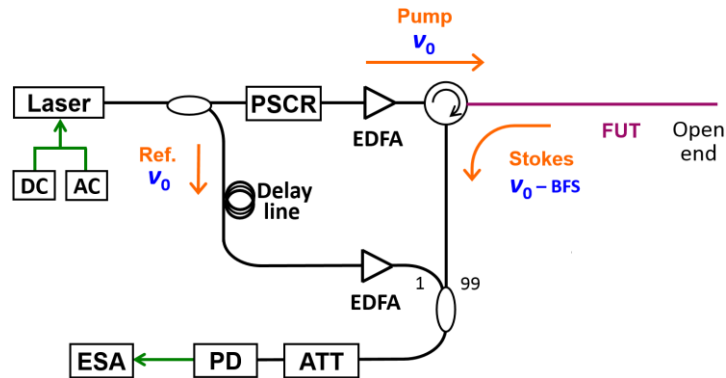 Pump
ν0
Laser
PSCR
EDFA
FUT
Open
end
DC
AC
Ref.
ν0
Delay
line
Stokes
ν0 – BFS
EDFA
1
99
ESA
PD
ATT